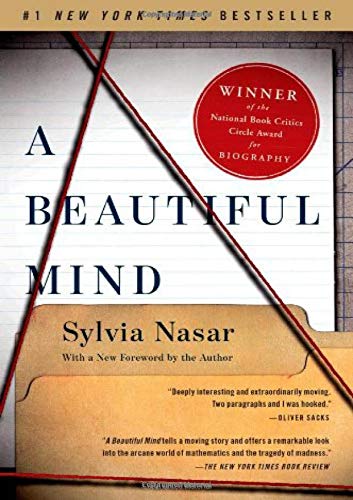 #1 NEW YORK TIMES BESTSELLER
WINNER
of the
National Book Critics
Circle Award
for
BIOGRAPHY
A
BEAUTIFUL
MIND
Sylvia Nasar
With a New Foreword by the Author
"Deeply interesting and extraordinarily moving.
Two paragraphs and I was hooked."
—OLIVER SACKS
"A Beautiful Mind tells a moving story and offers a remarkable look
into the arcane world of mathematics and the tragedy of madness."
—THE NEW YORK TIMES BOOK REVIEW